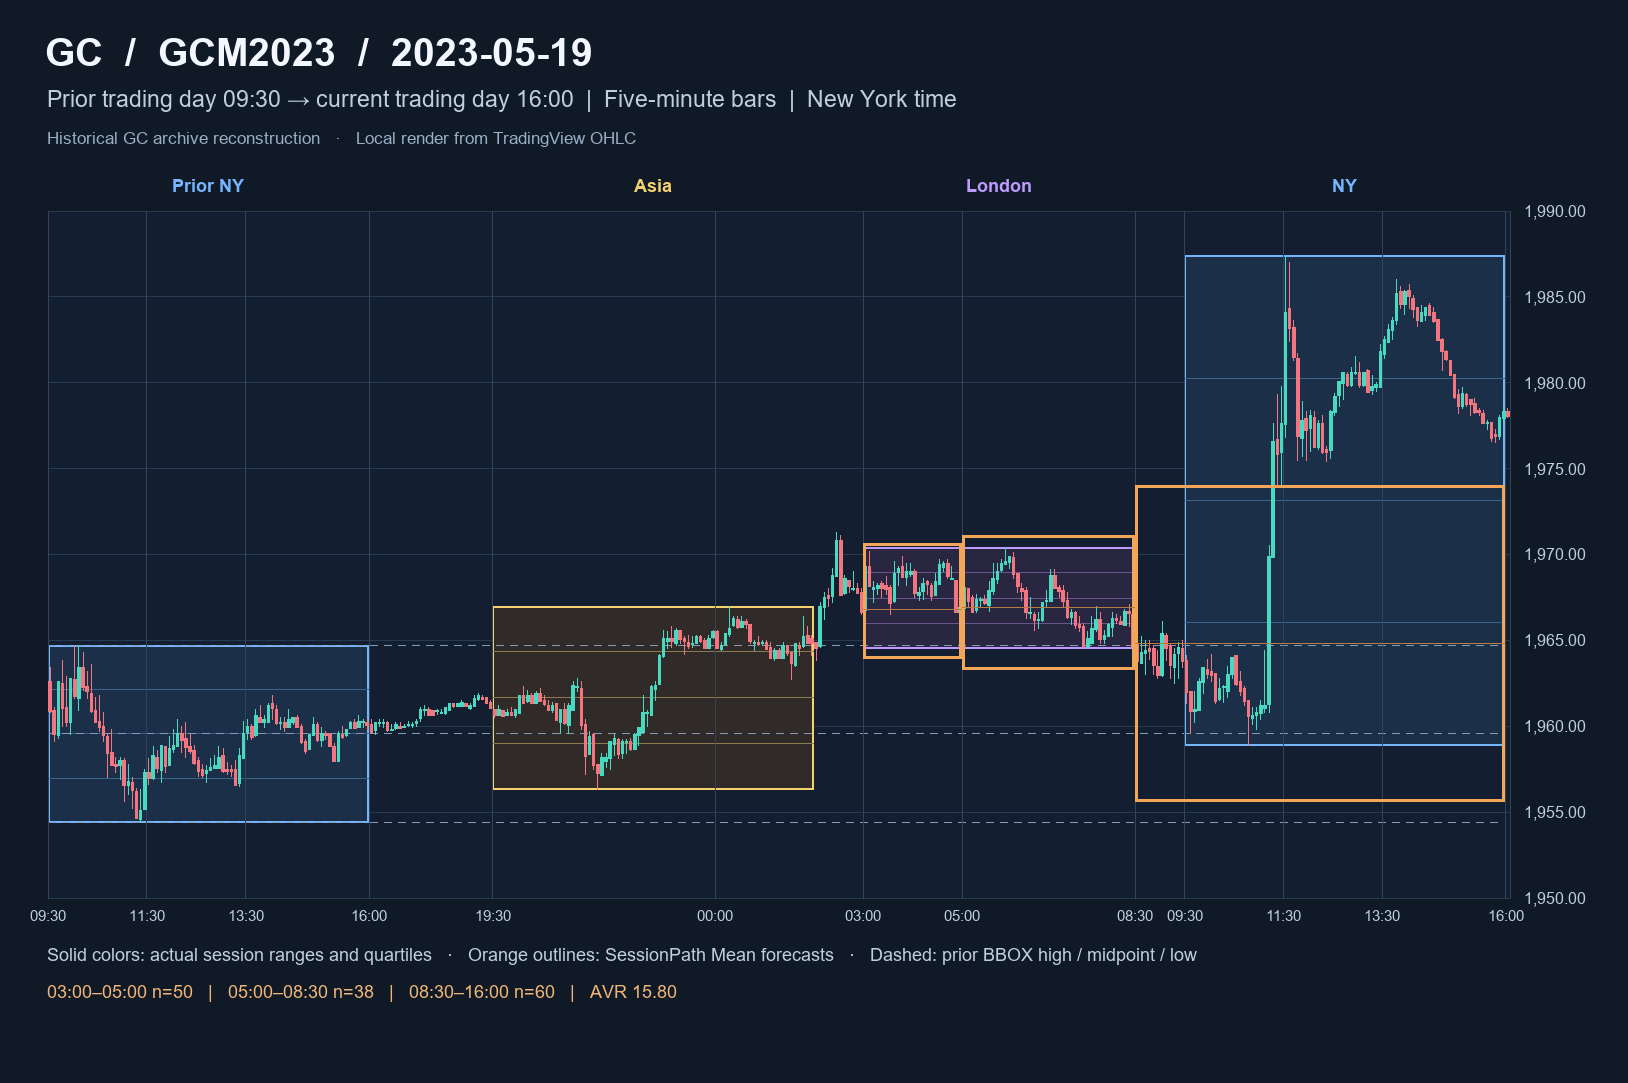 GC / GCM2023 / 2023-05-19
Prior trading day 09:30 → current trading day 16:00 | Five-minute bars | New York time
Historical GC archive reconstruction · Local render from TradingView OHLC
Prior NY Asia London NY
1,990.00
1,985.00
1,980.00
1,975.00
1,970.00
1,965.00
1,960.00
1,955.00
1,950.00
09:30 11:30 13:30 16:00 19:30 00:00 03:00 05:00 08:30 09:30 11:30 13:30 16:00
Solid colors: actual session ranges and quartiles · Orange outlines: SessionPath Mean forecasts · Dashed: prior BBOX high / midpoint / low
03:00–05:00 n=50 | 05:00–08:30 n=38 | 08:30–16:00 n=60 | AVR 15.80